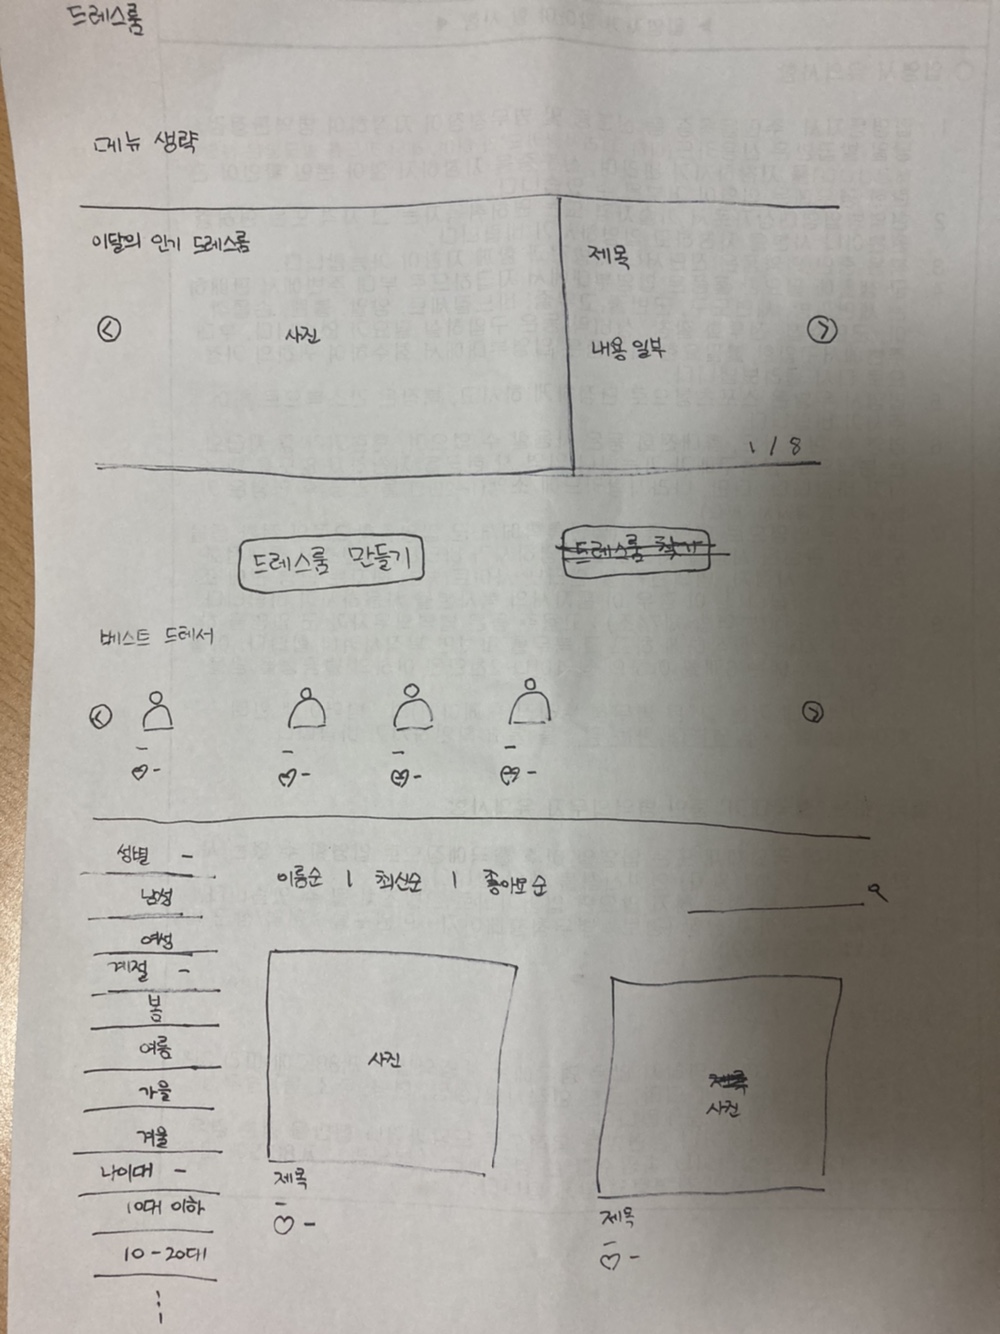 드레스룸
메뉴 생략
이달의 인기 드레스룸
사진
제목
내용 일부
1 / 8
드레스룸 만들기
드레스룸 찾기
베스트 드레서
성별 -
남성
여성
계절 -
봄
여름
가을
겨울
나이대 -
10대 이하
10 - 20대
이름순 | 최신순 | 좋아요 순
사진
제목
사진
제목